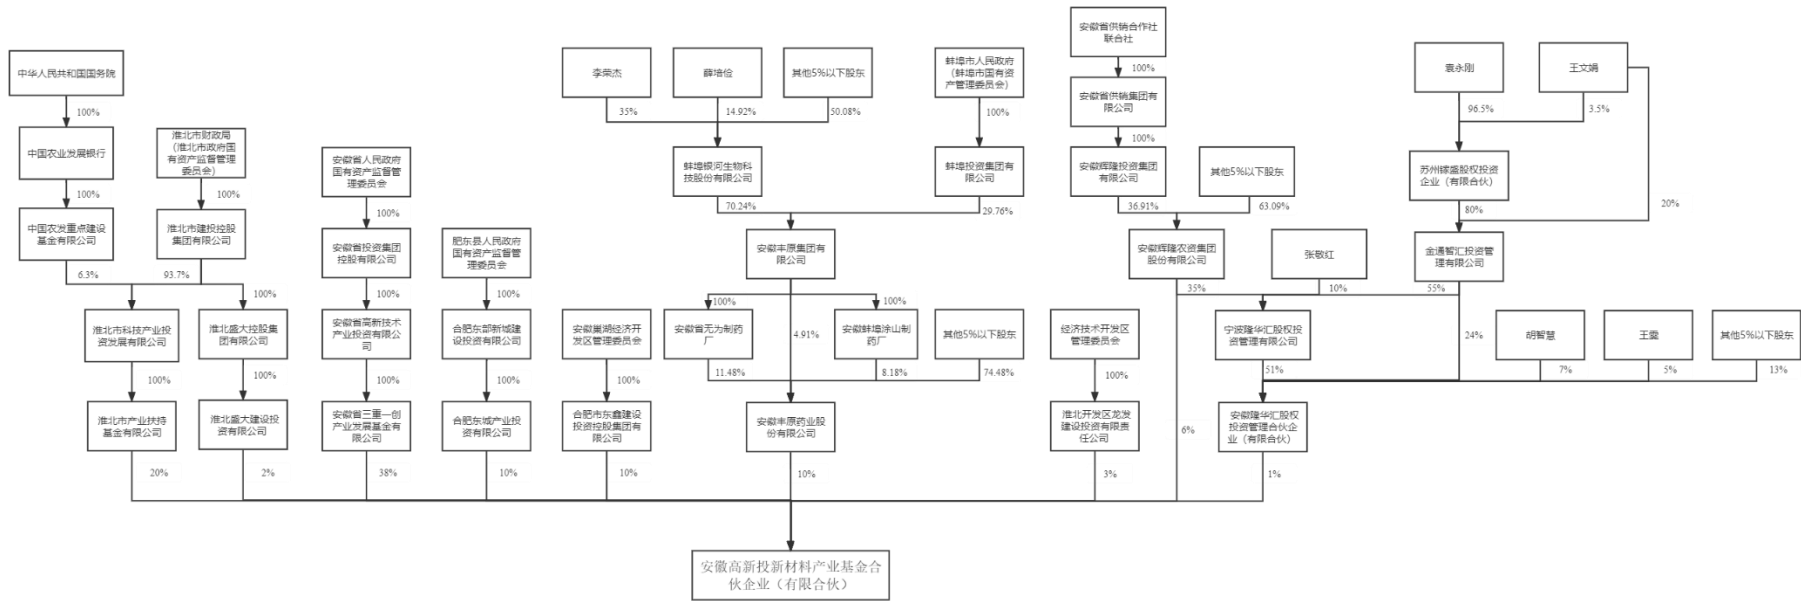 安徽省供销合作社
联合社
中华人民共和国国务院
李荣杰
薛培俭
其他5%以下股东
蚌埠市人民政府
（蚌埠市国有资
产管理委员会）
100%
袁永刚
王文娟
100%
35%
14.92%
50.08%
100%
安徽省供销集团有
限公司
96.5%
3.5%
中国农业发展银行
淮北市财政局
（淮北市政府国
有资产监督管理
委员会）
安徽省人民政府
国有资产监督管
理委员会
蚌埠银河生物科
技股份有限公司
蚌埠投资集团有
限公司
100%
安徽辉隆投资集团
有限公司
其他5%以下股东
苏州镓盛股权投资
企业（有限合伙）
100%
100%
100%
70.24%
29.76%
36.91%
63.09%
80%
20%
中国农发重点建设
基金有限公司
淮北市建投控股
集团有限公司
安徽省投资集团
控股有限公司
肥东县人民政府
国有资产监督管
理委员会
安徽丰原集团有
限公司
安徽辉隆农资集团
股份有限公司
张敬红
金通智汇投资管
理有限公司
6.3%
93.7%
100%
100%
100%
100%
100%
35%
10%
55%
淮北市科技产业投
资发展有限公司
淮北盛大控股集
团有限公司
安徽省高新技术
产业投资有限公
司
合肥东部新城建
设投资有限公司
安徽巢湖经济开
发区管理委员会
安徽省无为制药
厂
4.91%
安徽蚌埠涂山制
药厂
其他5%以下股东
经济技术开发区
管理委员会
宁波隆华汇股权投
资管理有限公司
24%
胡智慧
王雯
其他5%以下股东
100%
100%
100%
100%
100%
11.48%
8.18%
74.48%
100%
51%
7%
5%
13%
淮北市产业扶持
基金有限公司
淮北盛大建设投
资有限公司
安徽省三重一创
产业发展基金有
限公司
合肥东城产业投
资有限公司
合肥市东鑫建设
投资控股集团有
限公司
安徽丰原药业股
份有限公司
淮北开发区龙发
建设投资有限责
任公司
6%
安徽隆华汇股权
投资管理合伙企
业（有限合伙）
20%
2%
38%
10%
10%
10%
3%
1%
安徽高新投新材料产业基金合
伙企业（有限合伙）